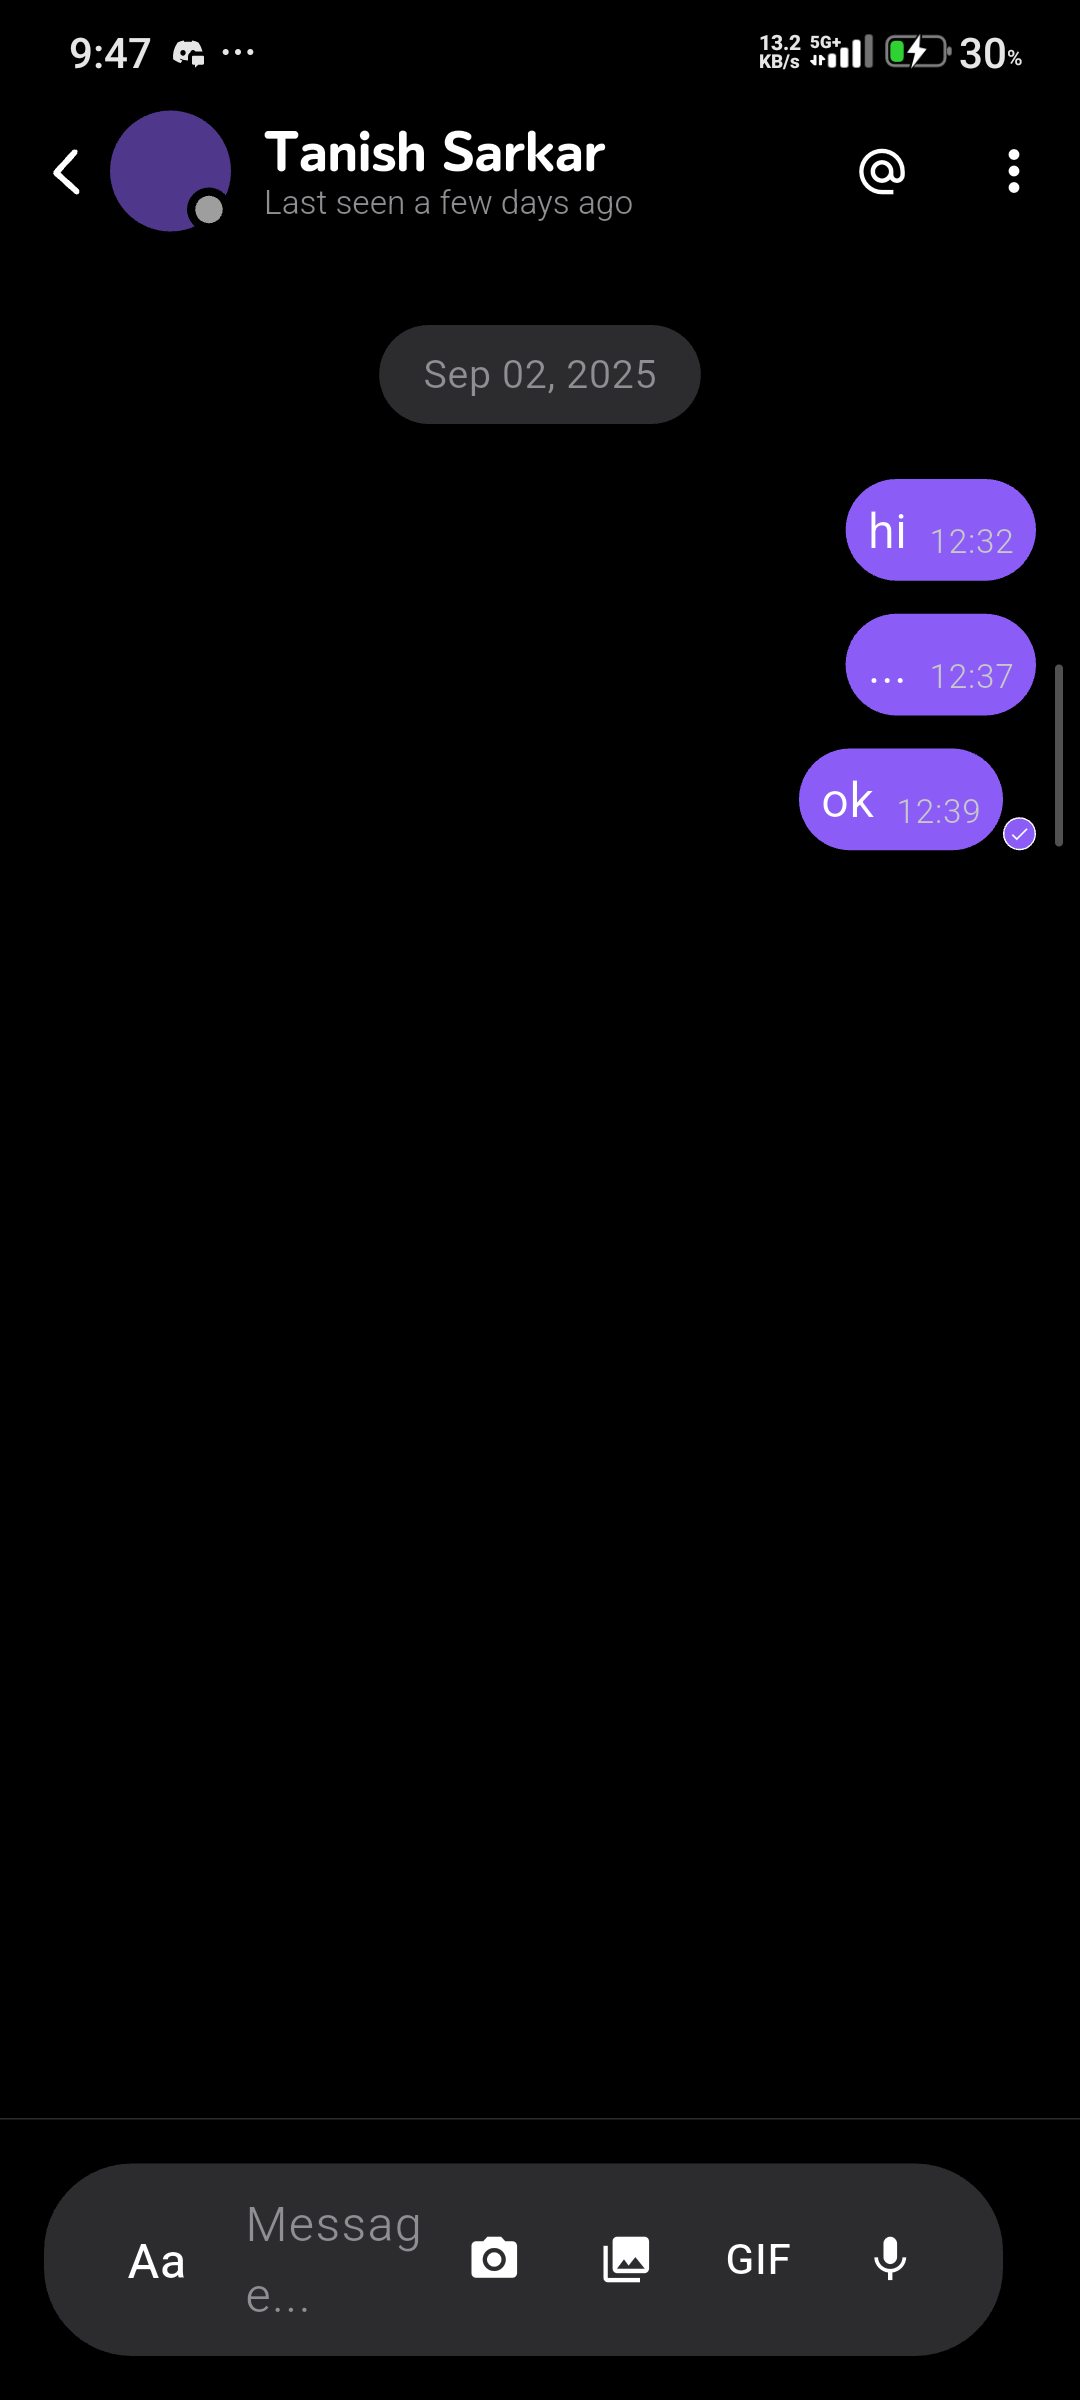 9:47 ... 13.2 KB/s 5G+ 30%
Tanish Sarkar
Last seen a few days ago
Sep 02, 2025
hi 12:32
... 12:37
ok 12:39
Aa Messag
e... GIF